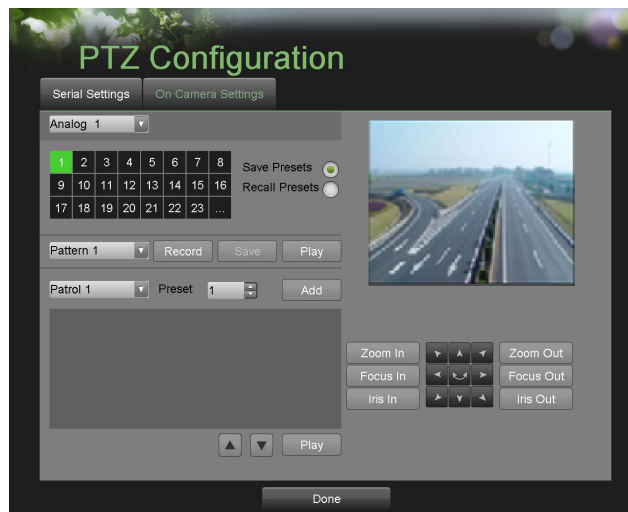 PTZ Configuration
Serial Settings On Camera Settings
Analog 1
1 2 3 4 5 6 7 8
9 10 11 12 13 14 15 16
17 18 19 20 21 22 23 ...
Save Presets
Recall Presets
Pattern 1 Record Save Play
Patrol 1 Preset 1 Add
Zoom In Zoom Out
Focus In Focus Out
Iris In Iris Out
Play
Done